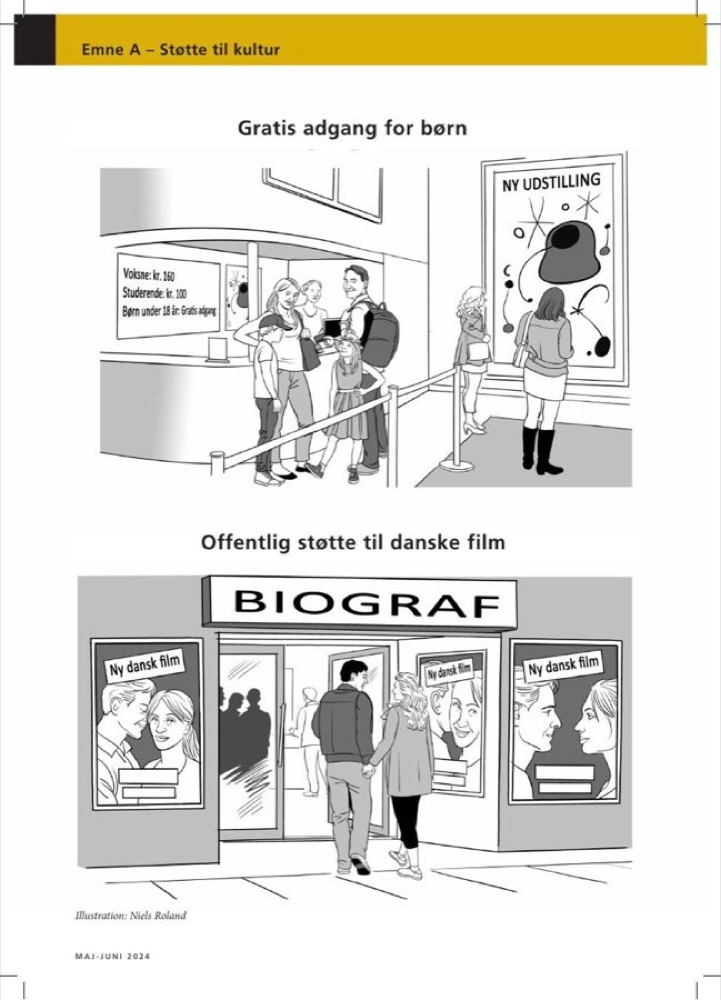 Emne A – Støtte til kultur
Gratis adgang for børn
NY UDSTILLING
Voksne: kr. 160
Studerende: kr. 100
Børn under 18 år: Gratis adgang
Offentlig støtte til danske film
BIOGRAF
Ny dansk film
Ny dansk film
Ny dansk film
Illustration: Niels Roland
MAJ-JUNI 2024